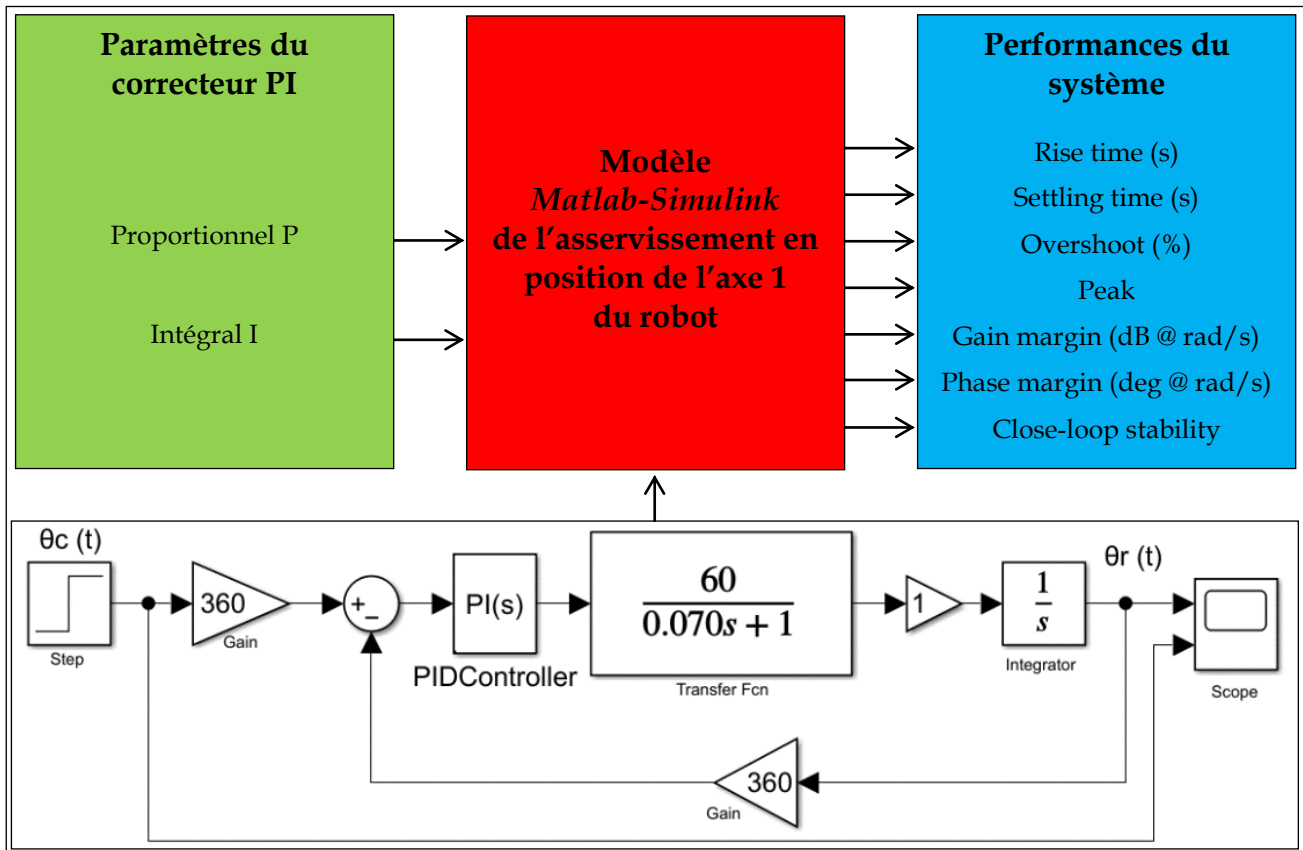 Paramètres du
correcteur PI
Proportionnel P
Intégral I
Modèle
Matlab-Simulink
de l'asservissement en
position de l'axe 1
du robot
Performances du
système
Rise time (s)
Settling time (s)
Overshoot (%)
Peak
Gain margin (dB @ rad/s)
Phase margin (deg @ rad/s)
Close-loop stability
θc (t)
Step
360
Gain
+
−
PI(s)
PIDController
60
0.070s + 1
Transfer Fcn
1
1
s
Integrator
θr (t)
Scope
360
Gain